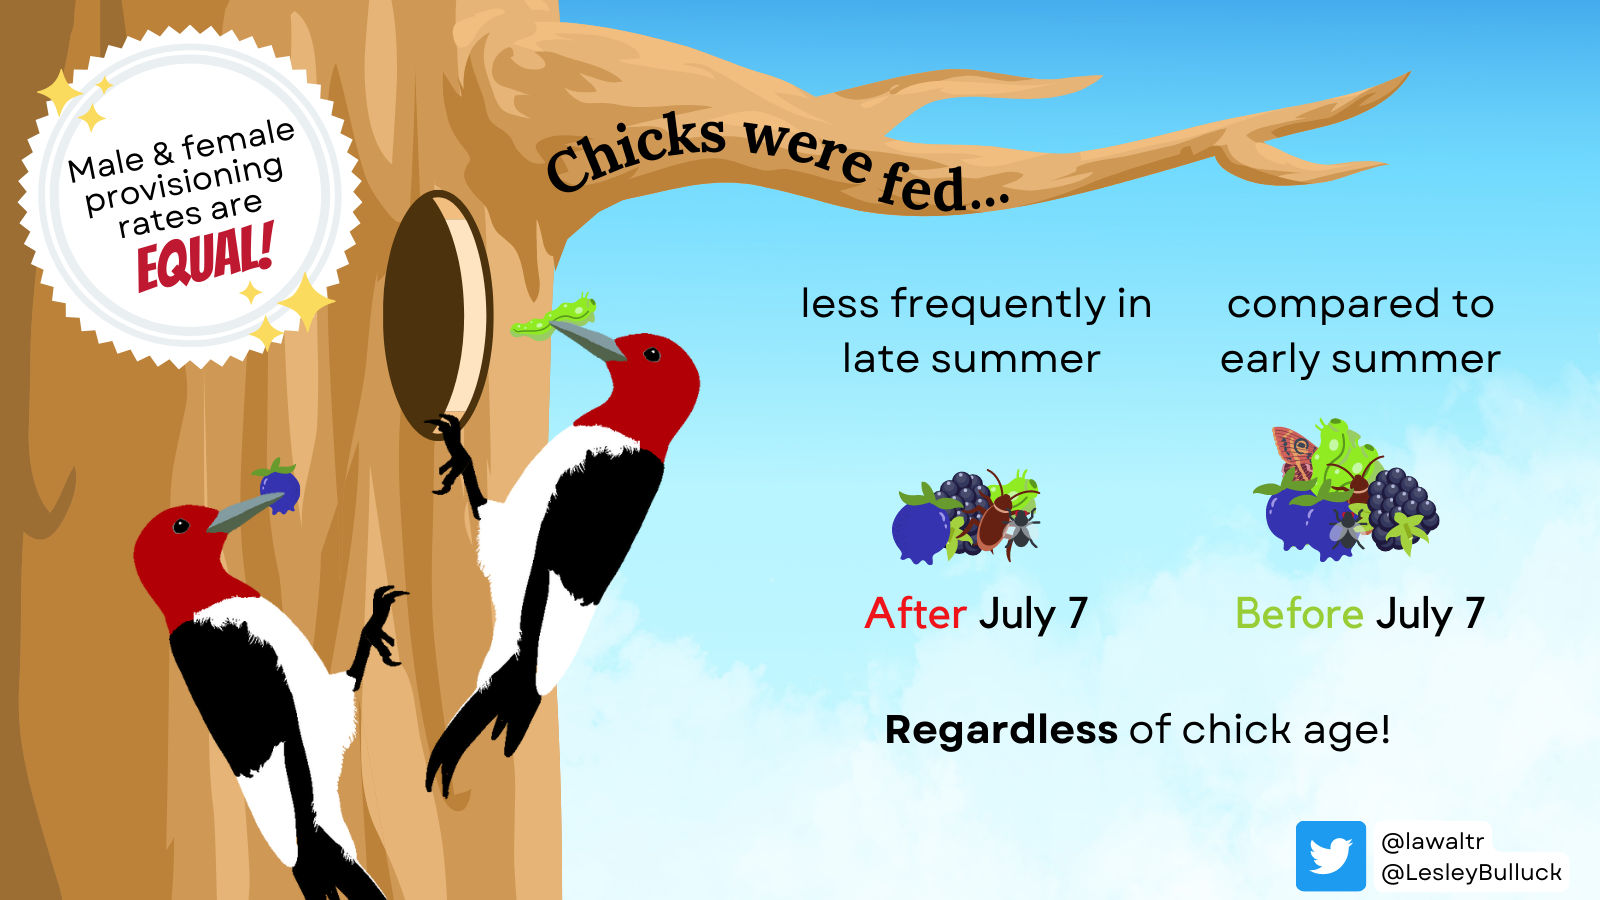 Male & female
provisioning
rates are
EQUAL!
Chicks were fed...
less frequently in
late summer
compared to
early summer
After July 7
Before July 7
Regardless of chick age!
@lawaltr
@LesleyBulluck